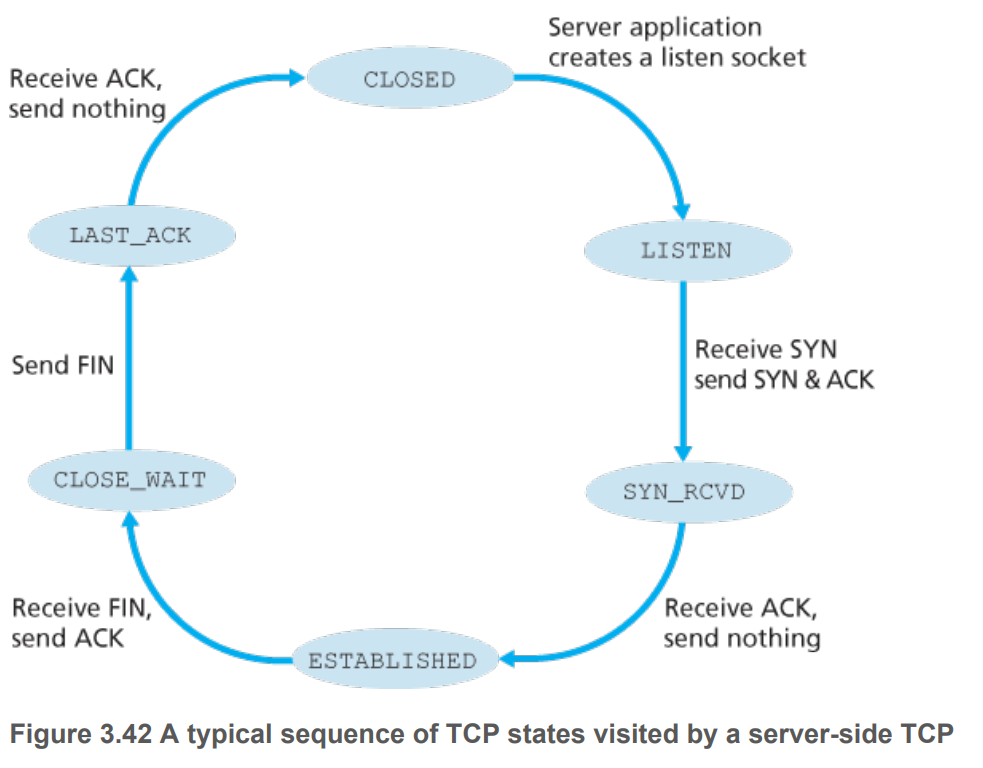 Server application
creates a listen socket
CLOSED
Receive ACK,
send nothing
LISTEN
LAST_ACK
Receive SYN
send SYN & ACK
Send FIN
SYN_RCVD
CLOSE_WAIT
Receive ACK,
send nothing
Receive FIN,
send ACK
ESTABLISHED
Figure 3.42 A typical sequence of TCP states visited by a server-side TCP